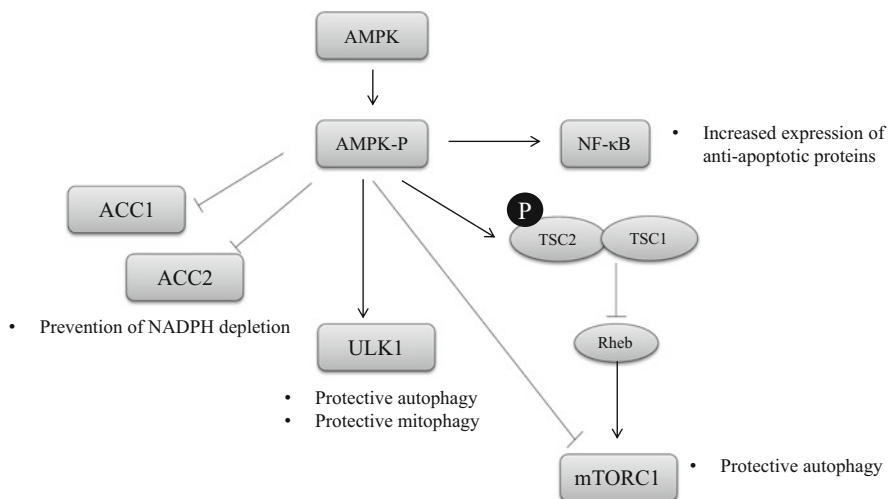 AMPK
AMPK-P
NF-κB
• Increased expression of
anti-apoptotic proteins
ACC1
P
TSC2
TSC1
ACC2
• Prevention of NADPH depletion
ULK1
Rheb
• Protective autophagy
• Protective mitophagy
mTORC1
• Protective autophagy